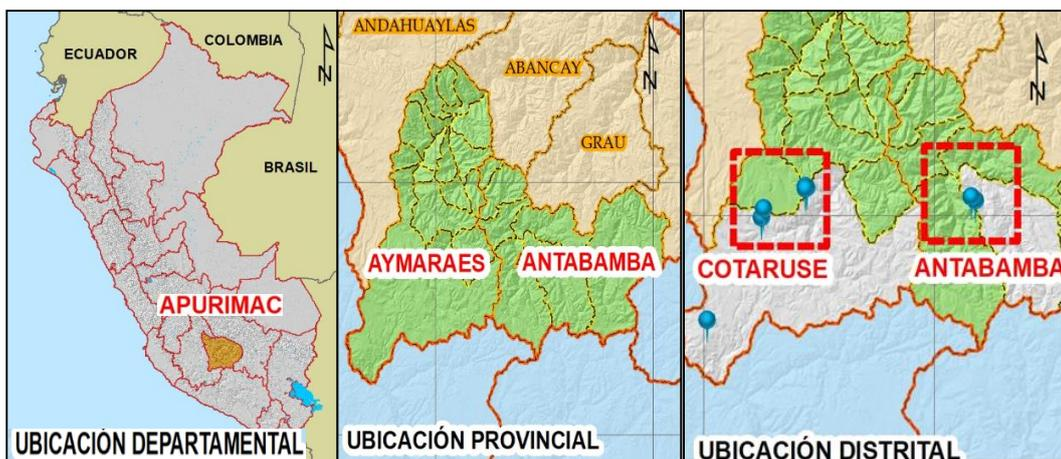 ECUADOR
COLOMBIA
N
BRASIL
APURIMAC
UBICACIÓN DEPARTAMENTAL
ANDAHUAYLAS
N
ABANCAY
GRAU
AYMARAES
ANTABAMBA
UBICACIÓN PROVINCIAL
N
COTARUSE
ANTABAMBA
UBICACIÓN DISTRITAL